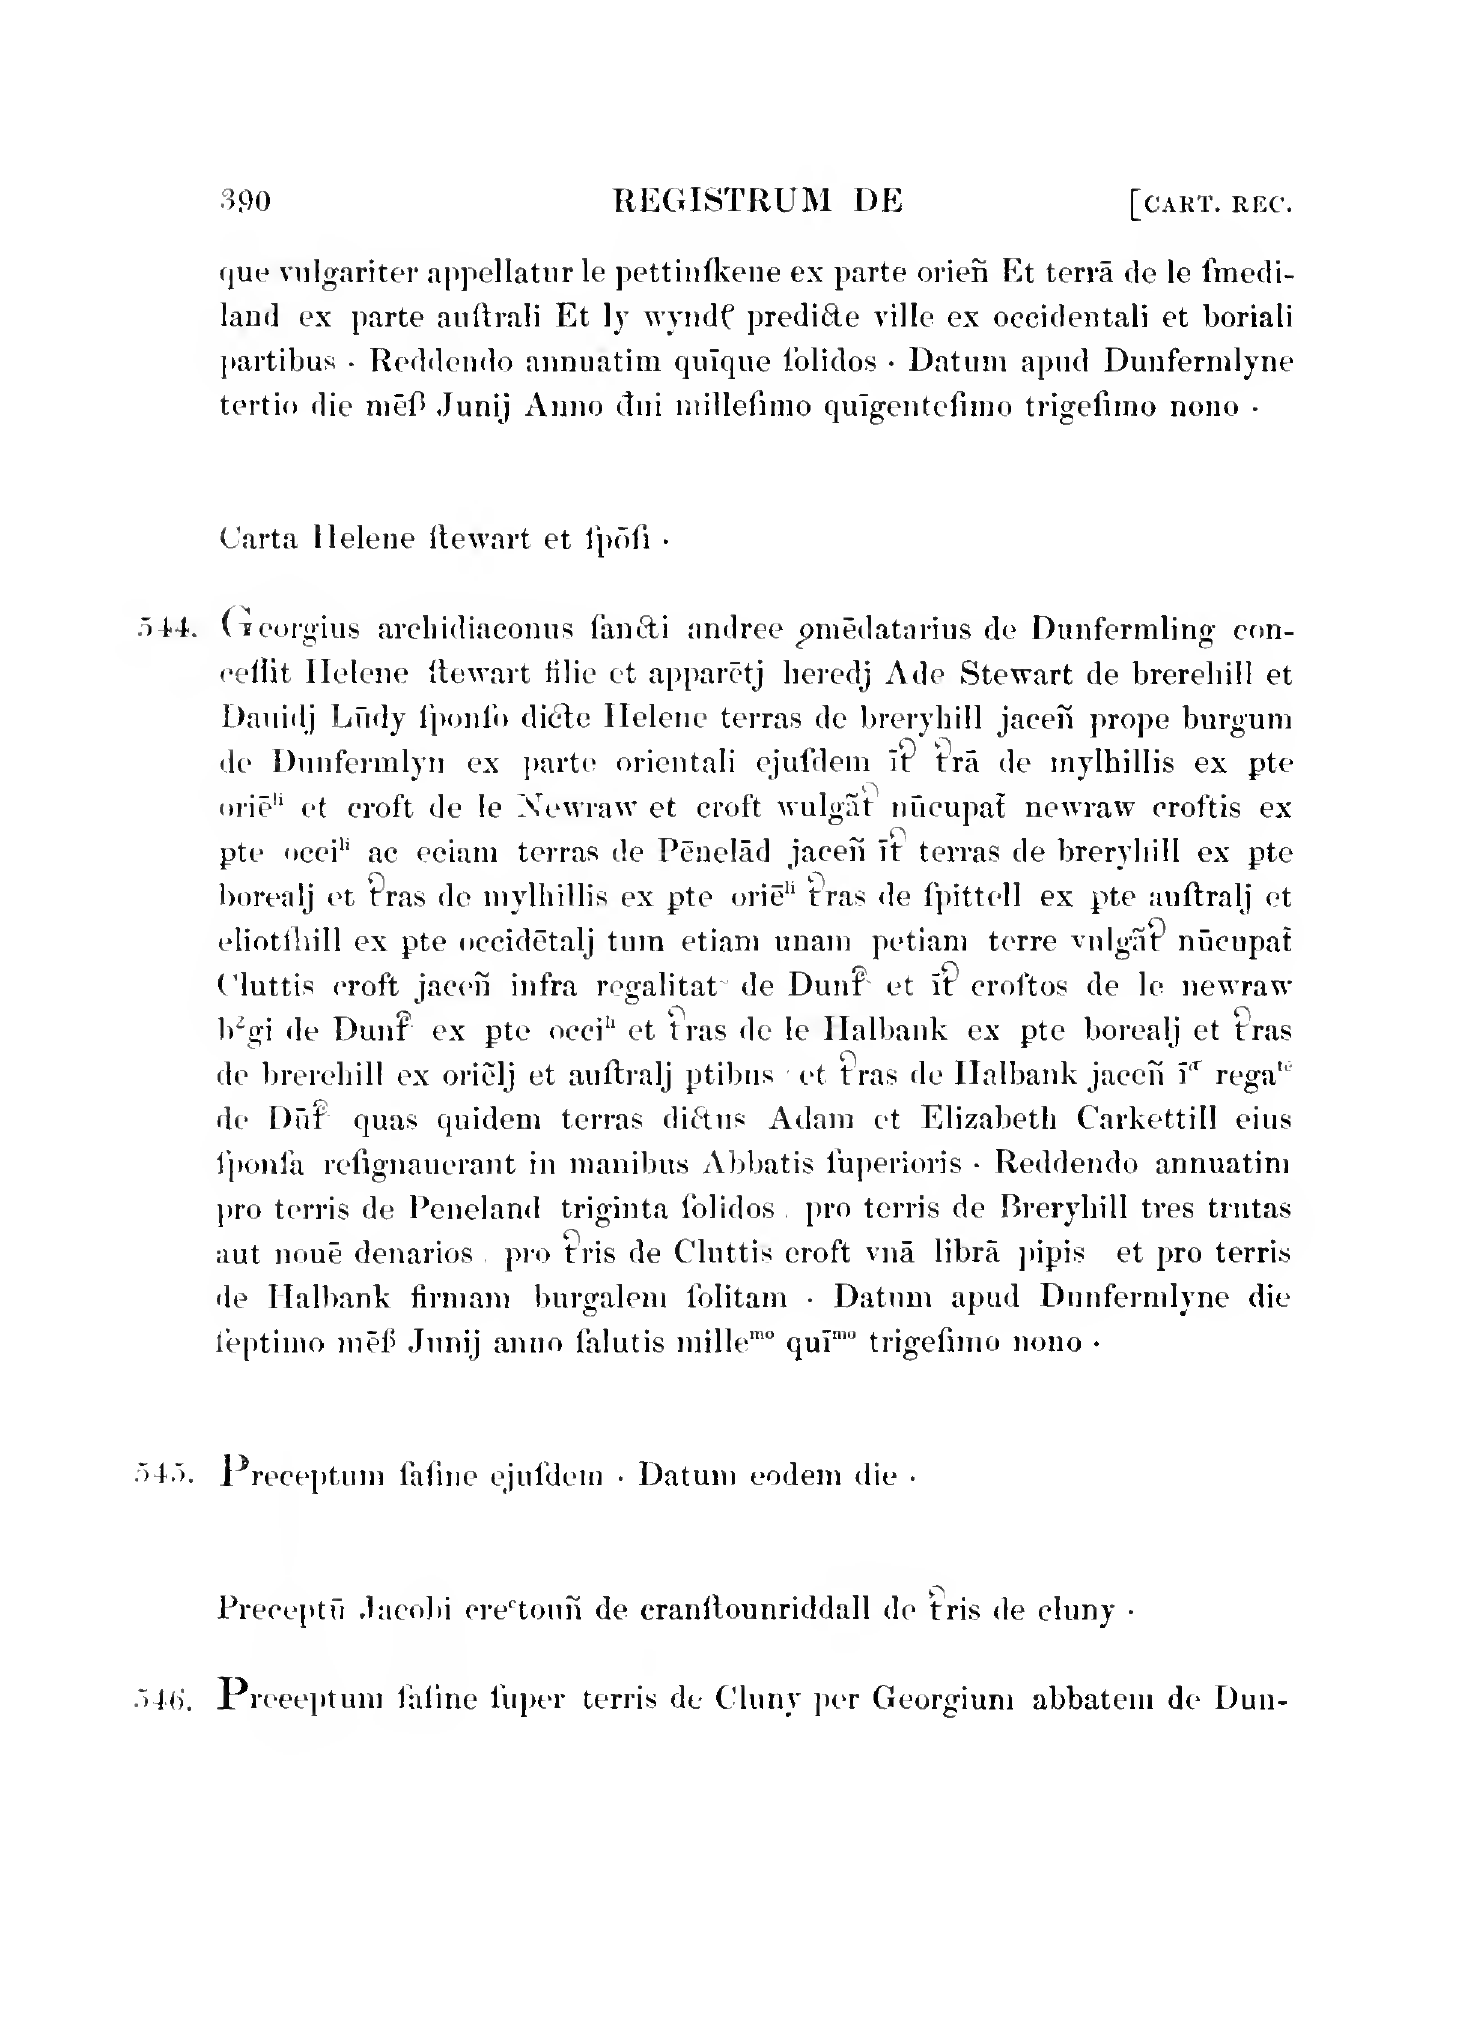 390 REGISTRUM DE [CART. REC.
que vulgariter appellatur le pettinſkene ex parte orien̄ Et terrā de le ſmedi-
land ex parte auſtrali Et ly wyndꝭ predicte ville ex occidentali et boriali
partibus · Reddendo annuatim quīque ſolidos · Datum apud Dunfermlyne
tertio die mēß Junij Anno đni milleſimo quīgenteſimo trigeſimo nono ·
Carta Helene ſtewart et ſpōſi ·
544. Georgius archidiaconus ſancti andree ꝯmēdatarius de Dunfermling con-
ceſſit Helene ſtewart filie et apparētj heredj Ade Stewart de brerehill et
Dauidj Lūdy ſponſo dicte Helene terras de breryhill jacen̄ prope burgum
de Dunfermlyn ex parte orientali ejuſdem īt̾ t̾rā de mylhillis ex pte
oriēˡⁱ et croft de le Newraw et croft wulgāt̾ nūcupat̄ newraw croftis ex
pte occiˡⁱ ac eciam terras de Pēnelād jacen̄ īt̾ terras de breryhill ex pte
borealj et t̾ras de mylhillis ex pte oriēˡⁱ t̾ras de ſpittell ex pte auſtralj et
eliotſhill ex pte occidētalj tum etiam unam petiam terre vulgāt̾ nūcupat̄
Cluttis croft jacen̄ infra regalitat̄ de Dunf̾ et īt̾ croftos de le newraw
bᶻgi de Dunf̾ ex pte occiˡⁱ et t̾ras de le Halbank ex pte borealj et t̾ras
de brerehill ex oriēlj et auſtralj ptibus · et t̾ras de Halbank jacen̄ īᵃ regaᵗᵉ
de Dūf̾ quas quidem terras dictus Adam et Elizabeth Carkettill eius
ſponſa reſignauerant in manibus Abbatis ſuperioris · Reddendo annuatim
pro terris de Peneland triginta ſolidos . pro terris de Breryhill tres trutas
aut nouē denarios . pro t̾ris de Cluttis croft vnā librā pipis et pro terris
de Halbank firmam burgalem ſolitam · Datum apud Dunfermlyne die
ſeptimo mēß Junij anno ſalutis milleᵐᵒ quīᵐᵒ trigeſimo nono ·
545. Preceptum ſaſine ejuſdem · Datum eodem die ·
Preceptū Jacobi creᶜtoun̄ de cranſtounriddall de t̾ris de cluny ·
546. Preceptum ſaſine ſuper terris de Cluny per Georgium abbatem de Dun-